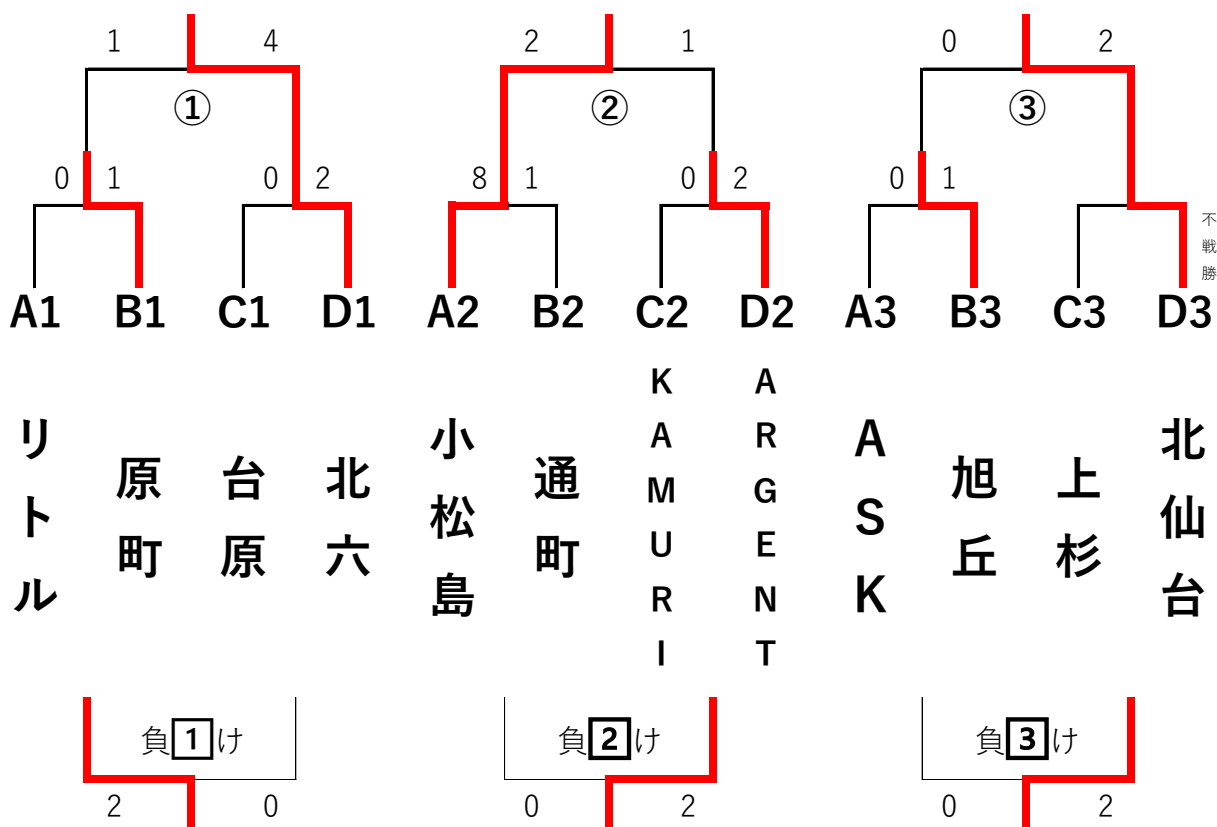 1 4 2 1 0 2
① ② ③
0 1 0 2 8 1 0 2 0 1
不戦勝
A1 B1 C1 D1 A2 B2 C2 D2 A3 B3 C3 D3
リトル
原町
台原
北六
小松島
通町
KAMURI
ARGENT
ASK
旭丘
上杉
北仙台
負1け 負2け 負3け
2 0 0 2 0 2